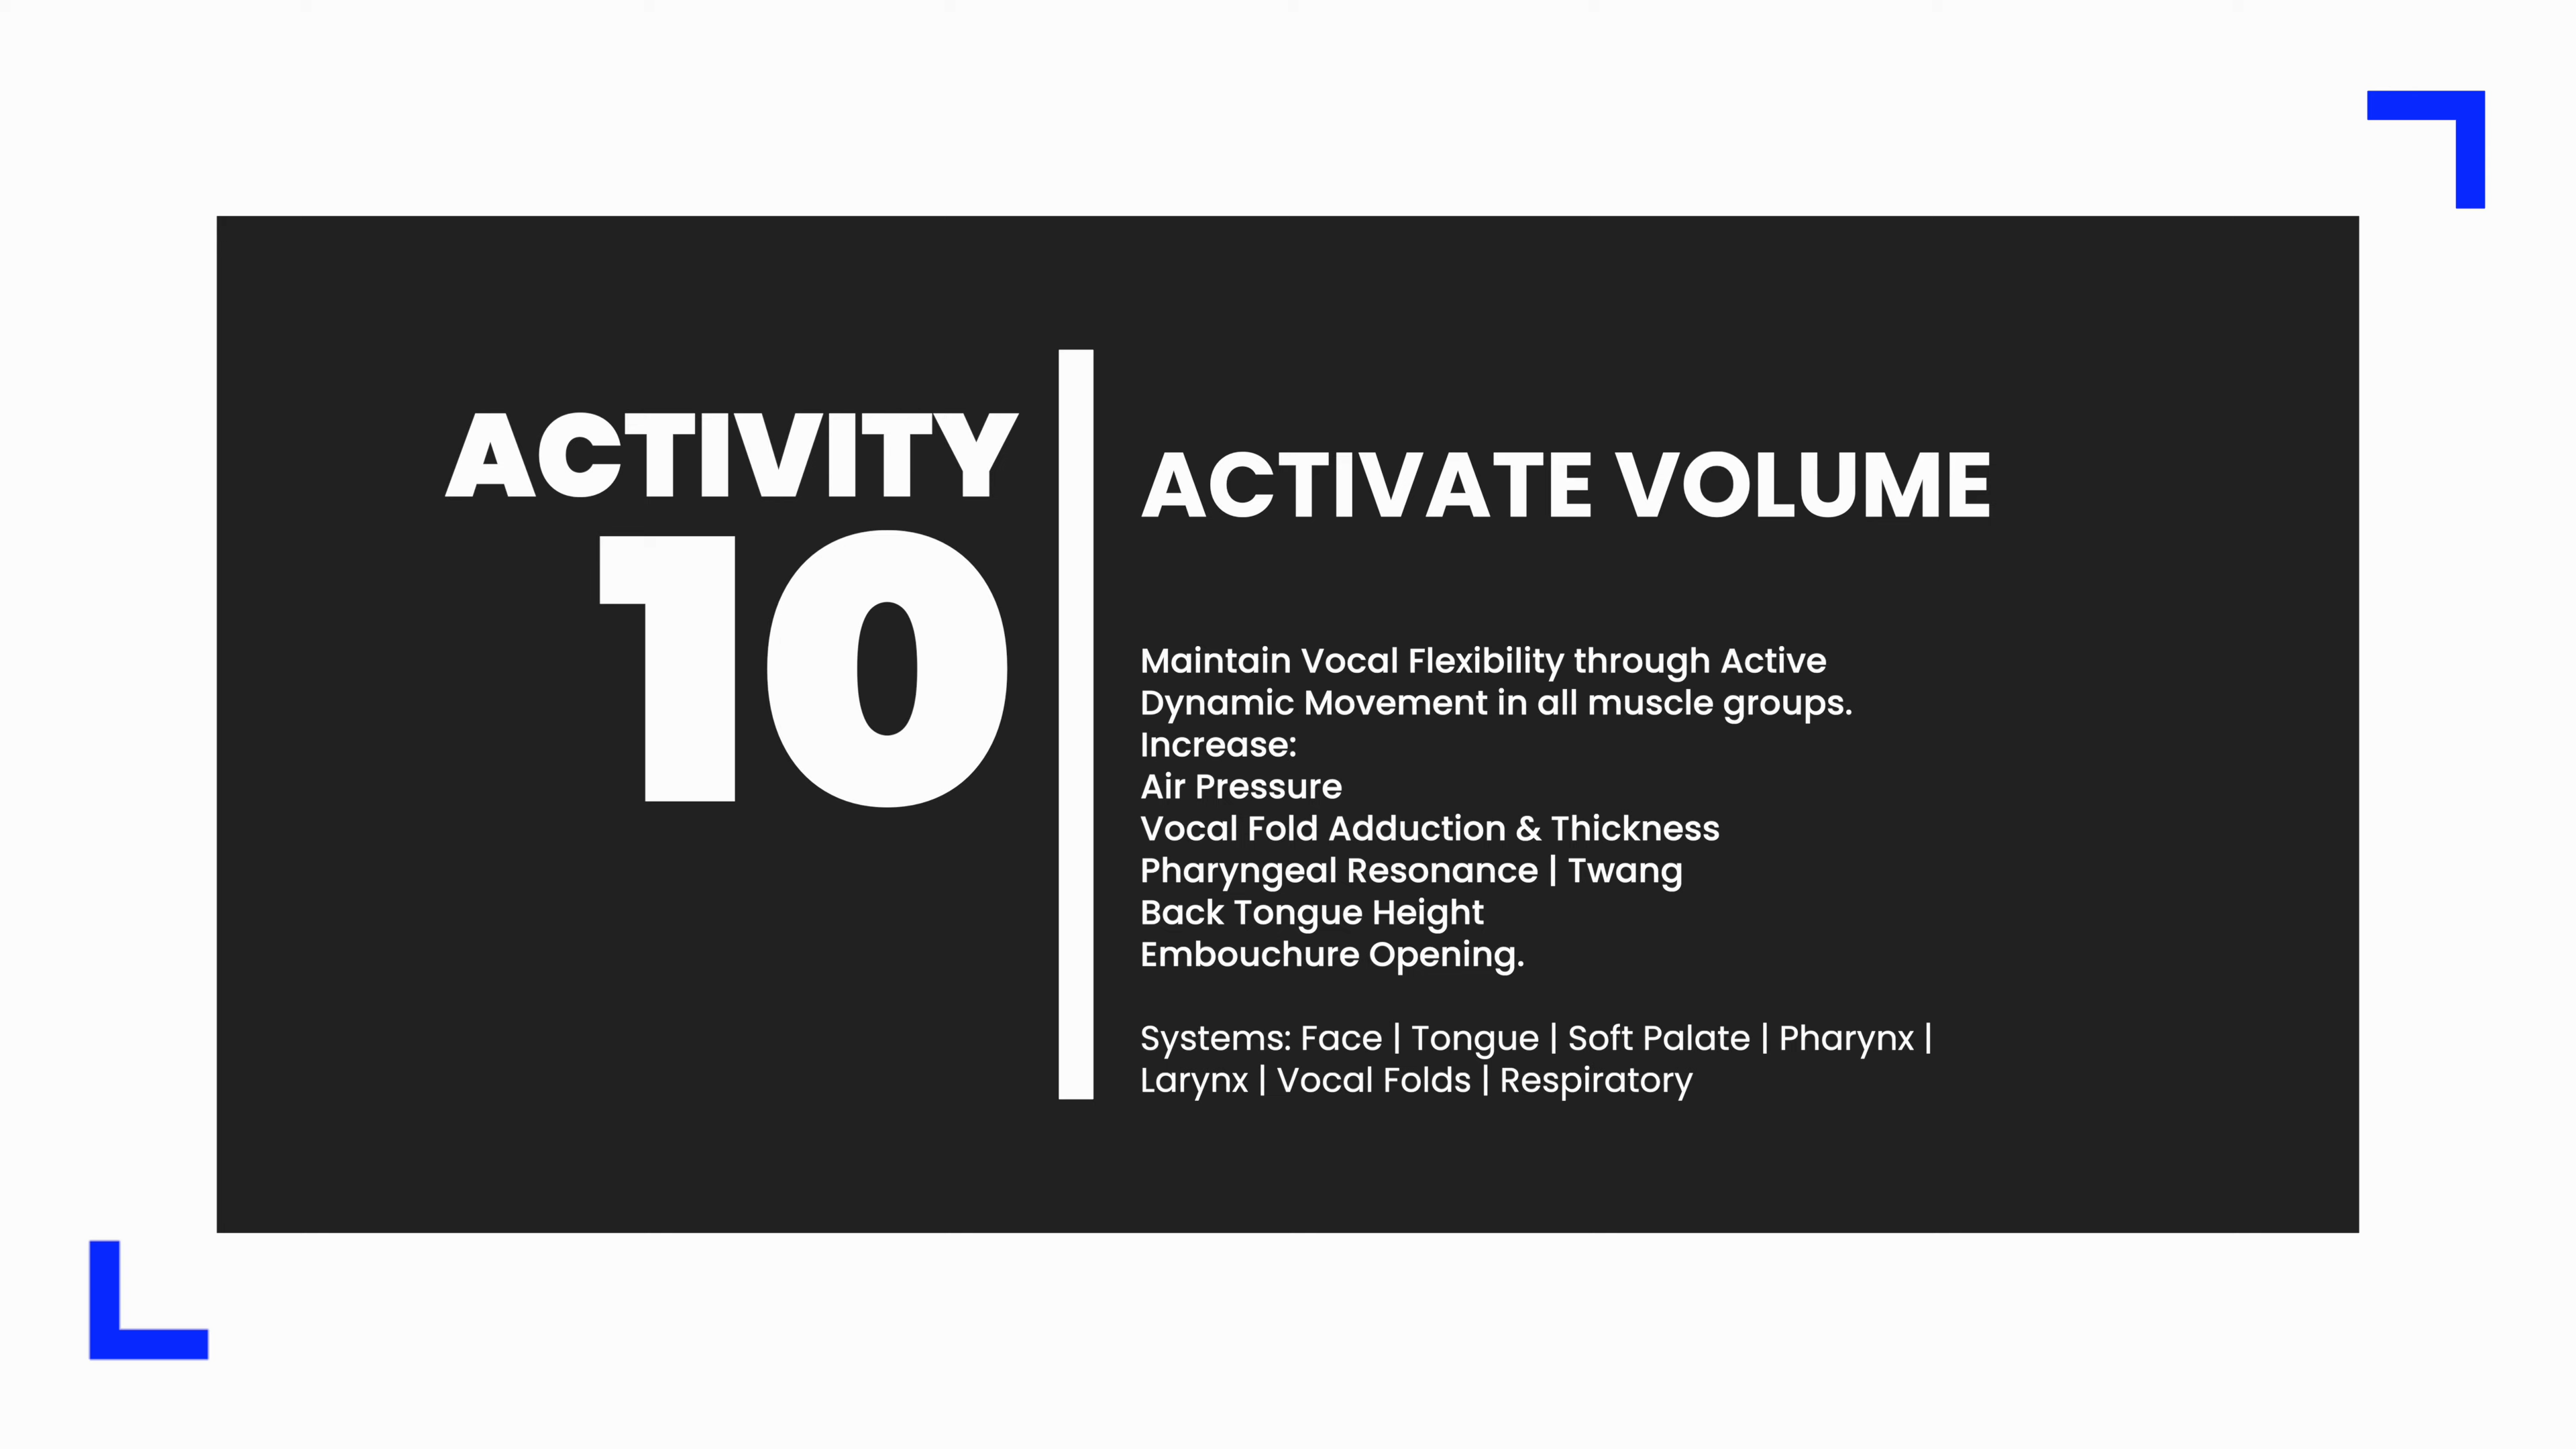 ACTIVITY
10
ACTIVATE VOLUME
Maintain Vocal Flexibility through Active
Dynamic Movement in all muscle groups.
Increase:
Air Pressure
Vocal Fold Adduction & Thickness
Pharyngeal Resonance | Twang
Back Tongue Height
Embouchure Opening.
Systems: Face | Tongue | Soft Palate | Pharynx |
Larynx | Vocal Folds | Respiratory